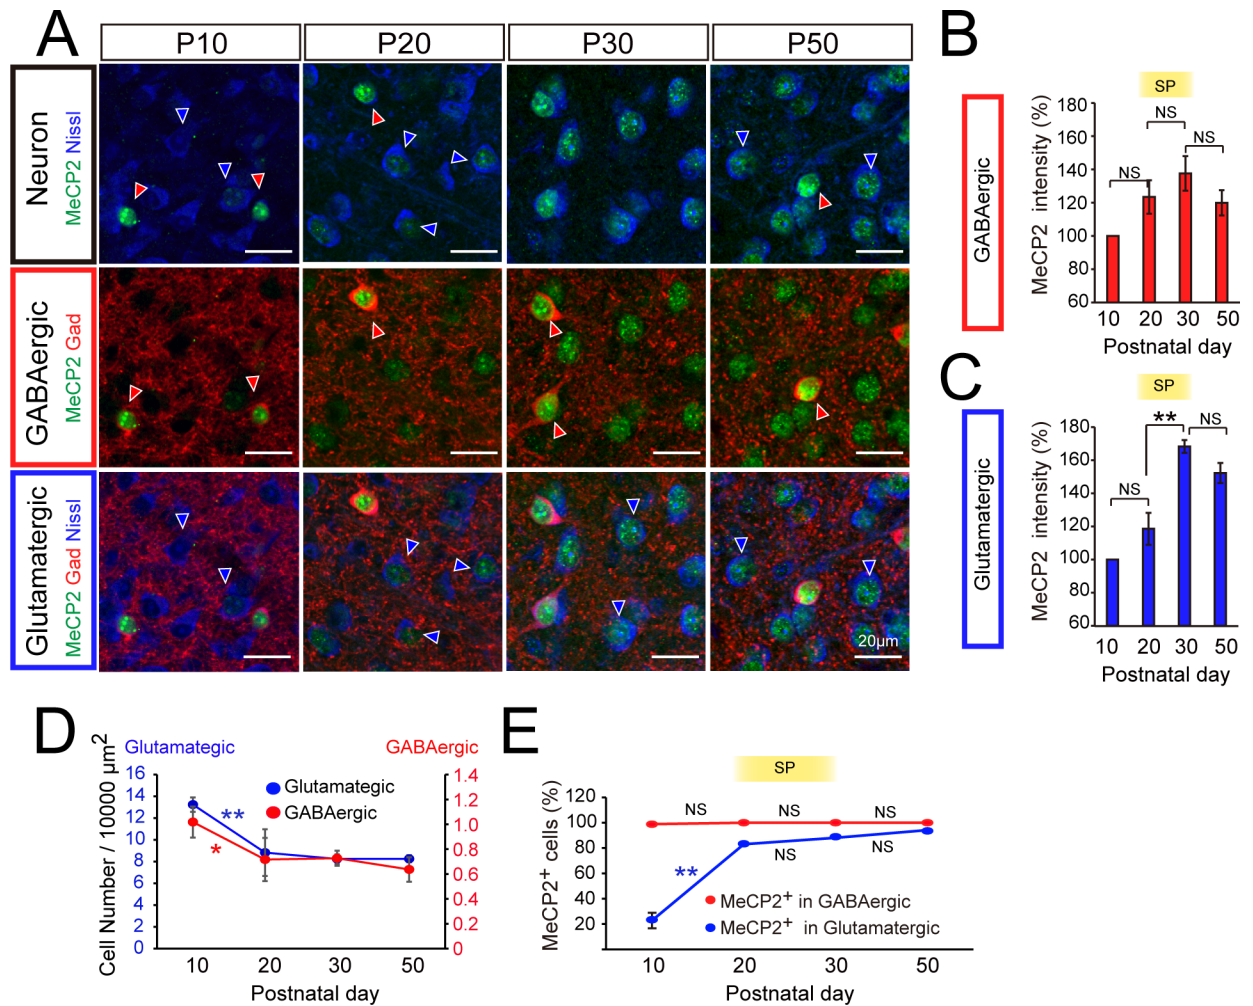 A
P10
P20
P30
P50
Neuron
MeCP2 Nissl
GABAergic
MeCP2 Gad
Glutamatergic
MeCP2 Gad Nissl
20µm
B
GABAergic
SP
MeCP2 intensity (%)
180
160
140
120
100
80
60
NS
NS
NS
10 20 30 50
Postnatal day
C
Glutamatergic
SP
MeCP2 intensity (%)
180
160
140
120
100
80
60
NS
**
NS
10 20 30 50
Postnatal day
D
Glutamategic
GABAergic
Cell Number / 10000 µm²
16
14
12
10
8
6
4
2
0
1.4
1.2
1.0
0.8
0.6
0.4
0.2
0
Glutamategic
GABAergic
**
*
10 20 30 50
Postnatal day
E
SP
MeCP2⁺ cells (%)
120
100
80
60
40
20
NS NS NS
** NS NS
MeCP2⁺ in GABAergic
MeCP2⁺ in Glutamatergic
10 20 30 50
Postnatal day